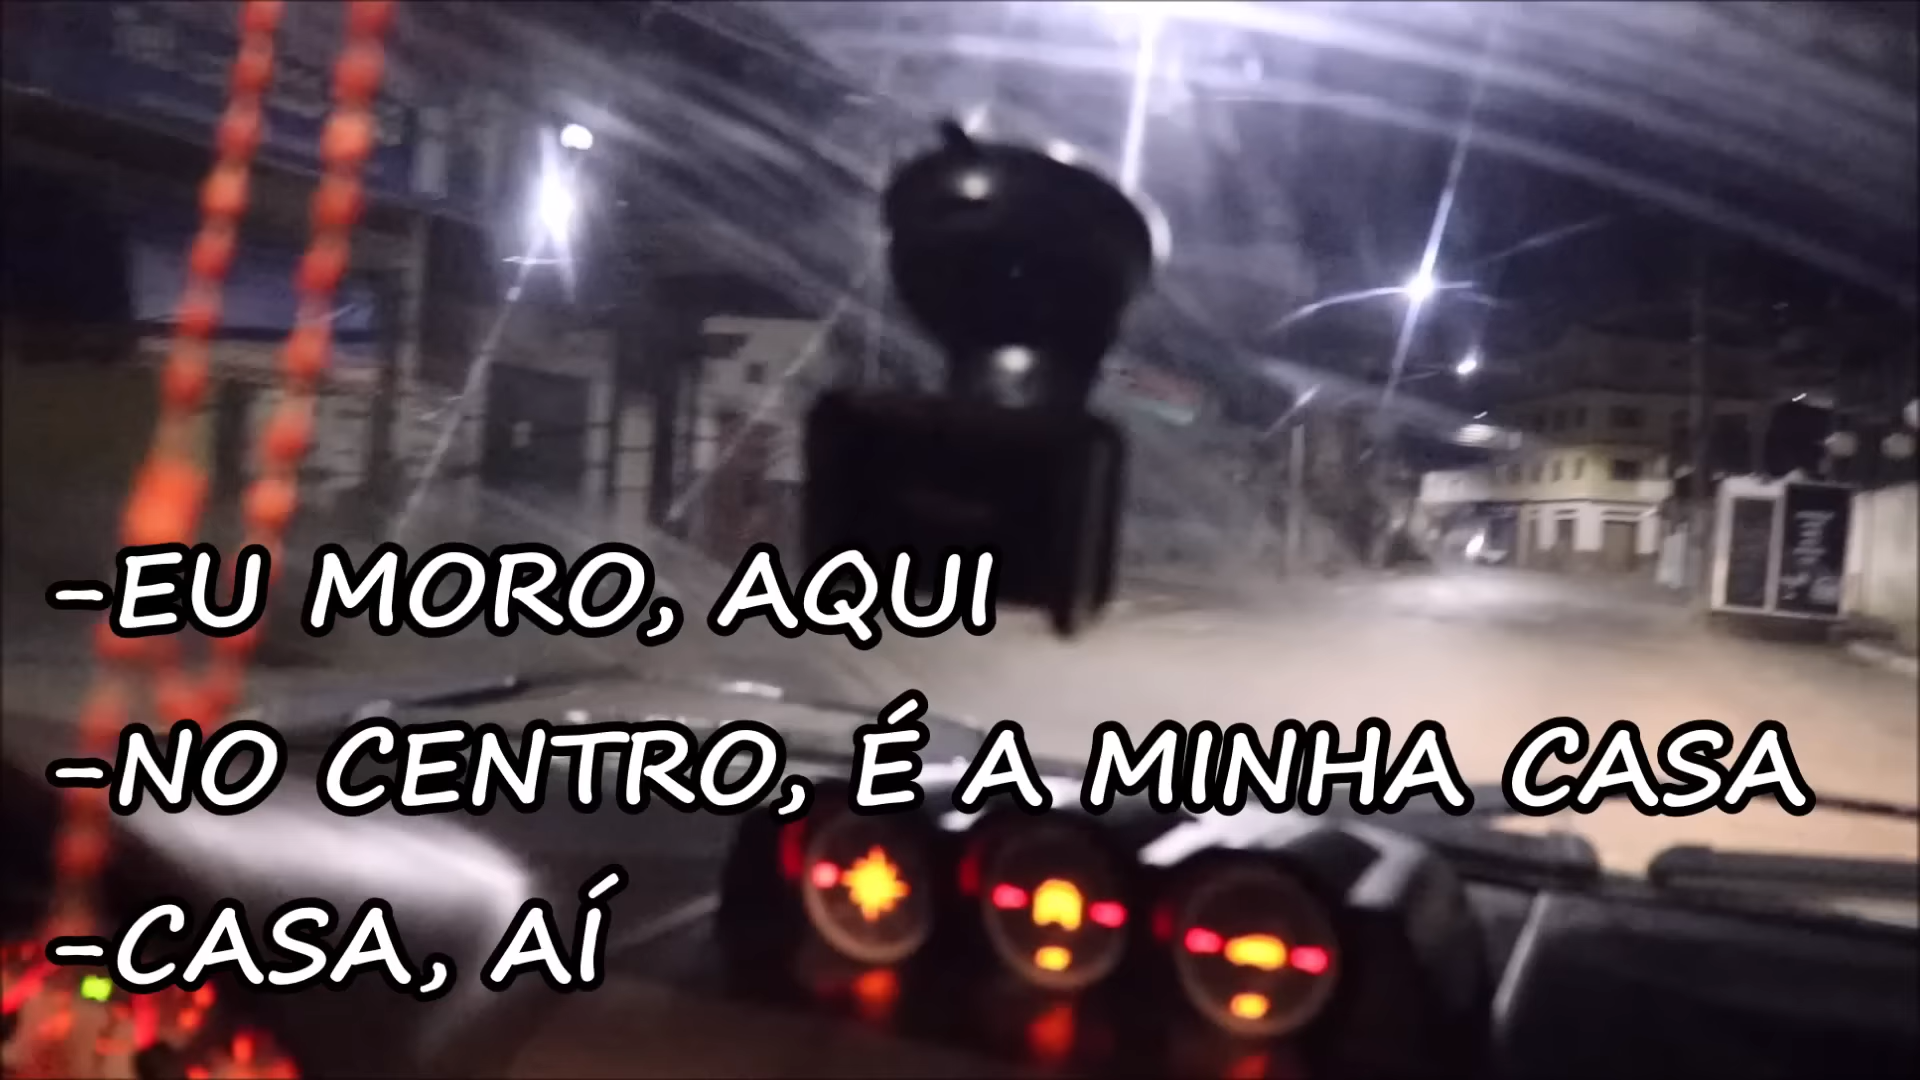 -EU MORO, AQUI
-NO CENTRO, É A MINHA CASA
-CASA, AÍ